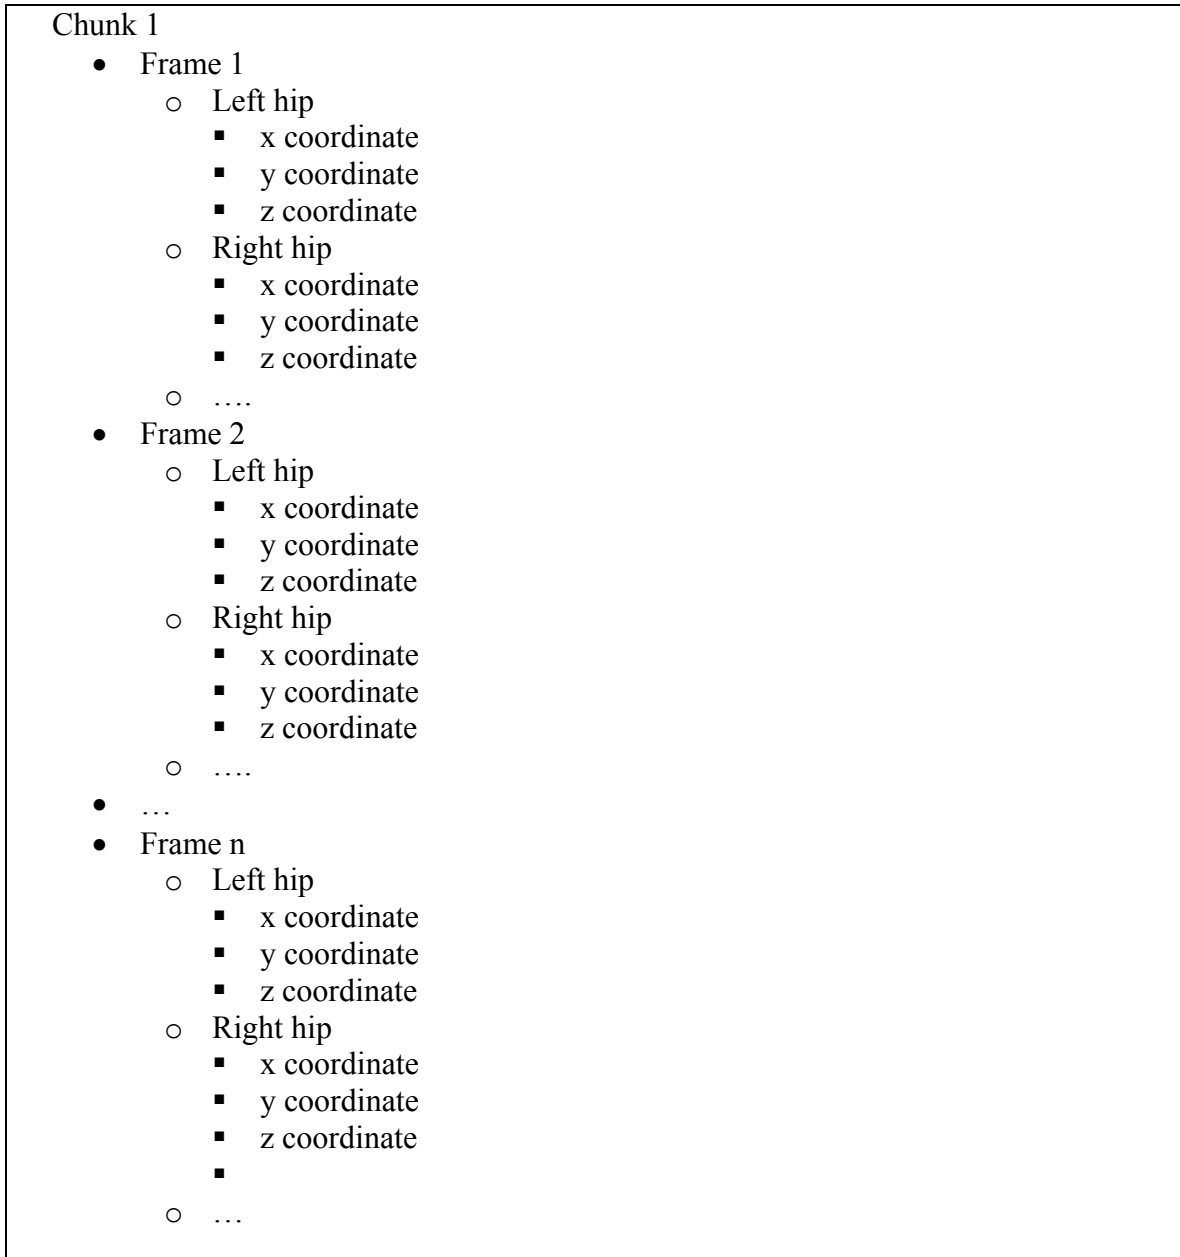 Chunk 1
• Frame 1
o Left hip
▪ x coordinate
▪ y coordinate
▪ z coordinate
o Right hip
▪ x coordinate
▪ y coordinate
▪ z coordinate
o ….
• Frame 2
o Left hip
▪ x coordinate
▪ y coordinate
▪ z coordinate
o Right hip
▪ x coordinate
▪ y coordinate
▪ z coordinate
o ….
• …
• Frame n
o Left hip
▪ x coordinate
▪ y coordinate
▪ z coordinate
o Right hip
▪ x coordinate
▪ y coordinate
▪ z coordinate
▪
o …